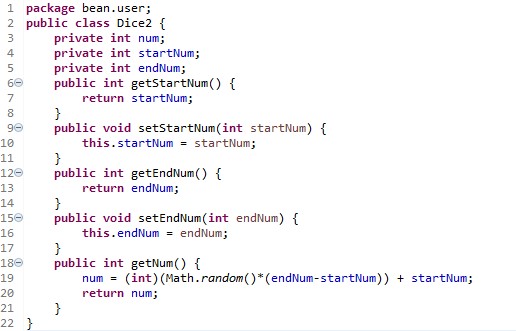 1 package bean.user;
2 public class Dice2 {
3     private int num;
4     private int startNum;
5     private int endNum;
6     public int getStartNum() {
7         return startNum;
8     }
9     public void setStartNum(int startNum) {
10         this.startNum = startNum;
11     }
12     public int getEndNum() {
13         return endNum;
14     }
15     public void setEndNum(int endNum) {
16         this.endNum = endNum;
17     }
18     public int getNum() {
19         num = (int)(Math.random()*(endNum-startNum)) + startNum;
20         return num;
21     }
22 }